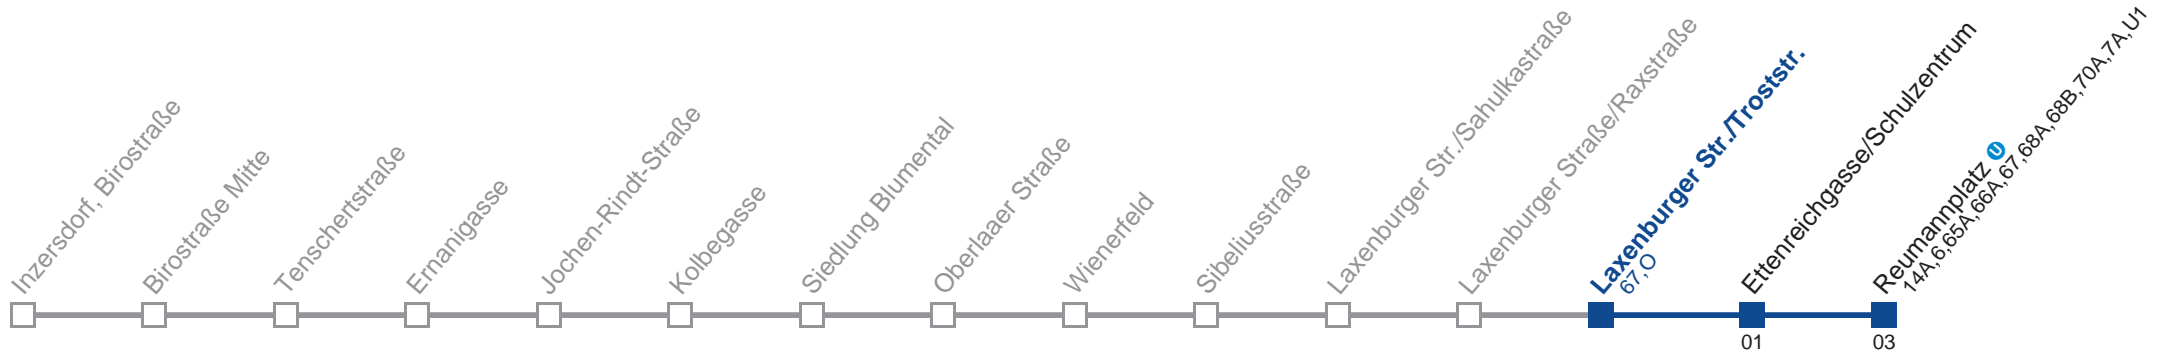 Inzersdorf, Birostraße
Birostraße Mitte
Tenschertstraße
Ernanigasse
Jochen-Rindt-Straße
Kolbegasse
Siedlung Blumental
Oberlaaer Straße
Wienerfeld
Sibeliusstraße
Laxenburger Str./Sahulkastraße
Laxenburger Straße/Raxstraße
Laxenburger Str./Troststr.
67,O
Ettenreichgasse/Schulzentrum
Reumannplatz U
14A,6,65A,66A,67,68A,68B,70A,7A,U1
01
03